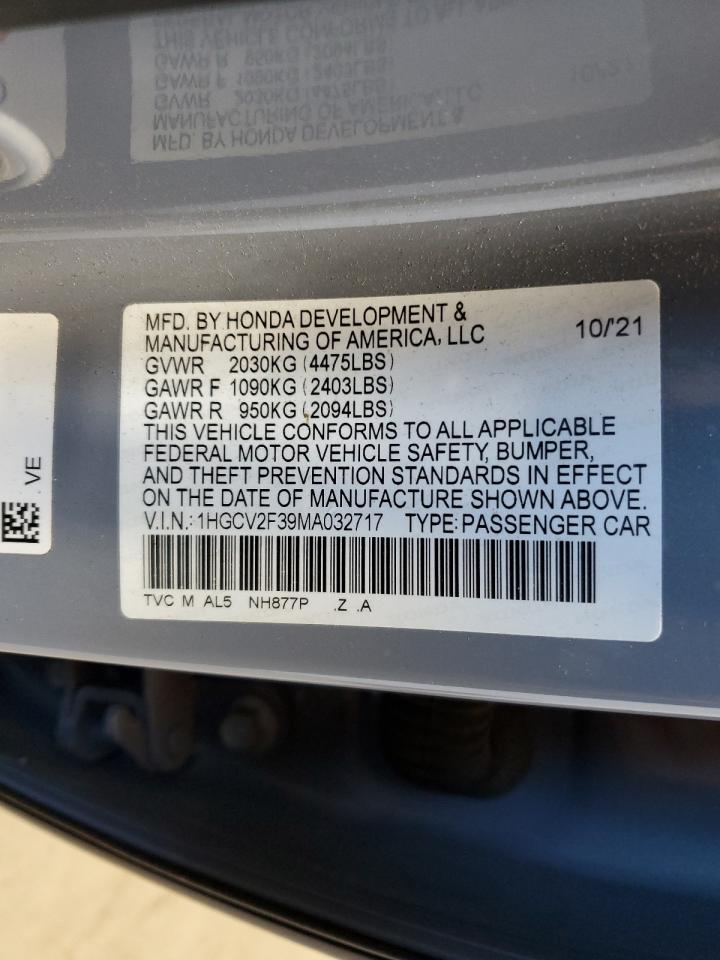 MFD. BY HONDA DEVELOPMENT &
MANUFACTURING OF AMERICA, LLC 10/'21
GVWR 2030KG (4475LBS)
GAWR F 1090KG (2403LBS)
GAWR R 950KG (2094LBS)
THIS VEHICLE CONFORMS TO ALL APPLICABLE
FEDERAL MOTOR VEHICLE SAFETY, BUMPER,
AND THEFT PREVENTION STANDARDS IN EFFECT
ON THE DATE OF MANUFACTURE SHOWN ABOVE.
V.I.N.: 1HGCV2F39MA032717 TYPE: PASSENGER CAR
TVC M AL5 NH877P .Z .A
.VE